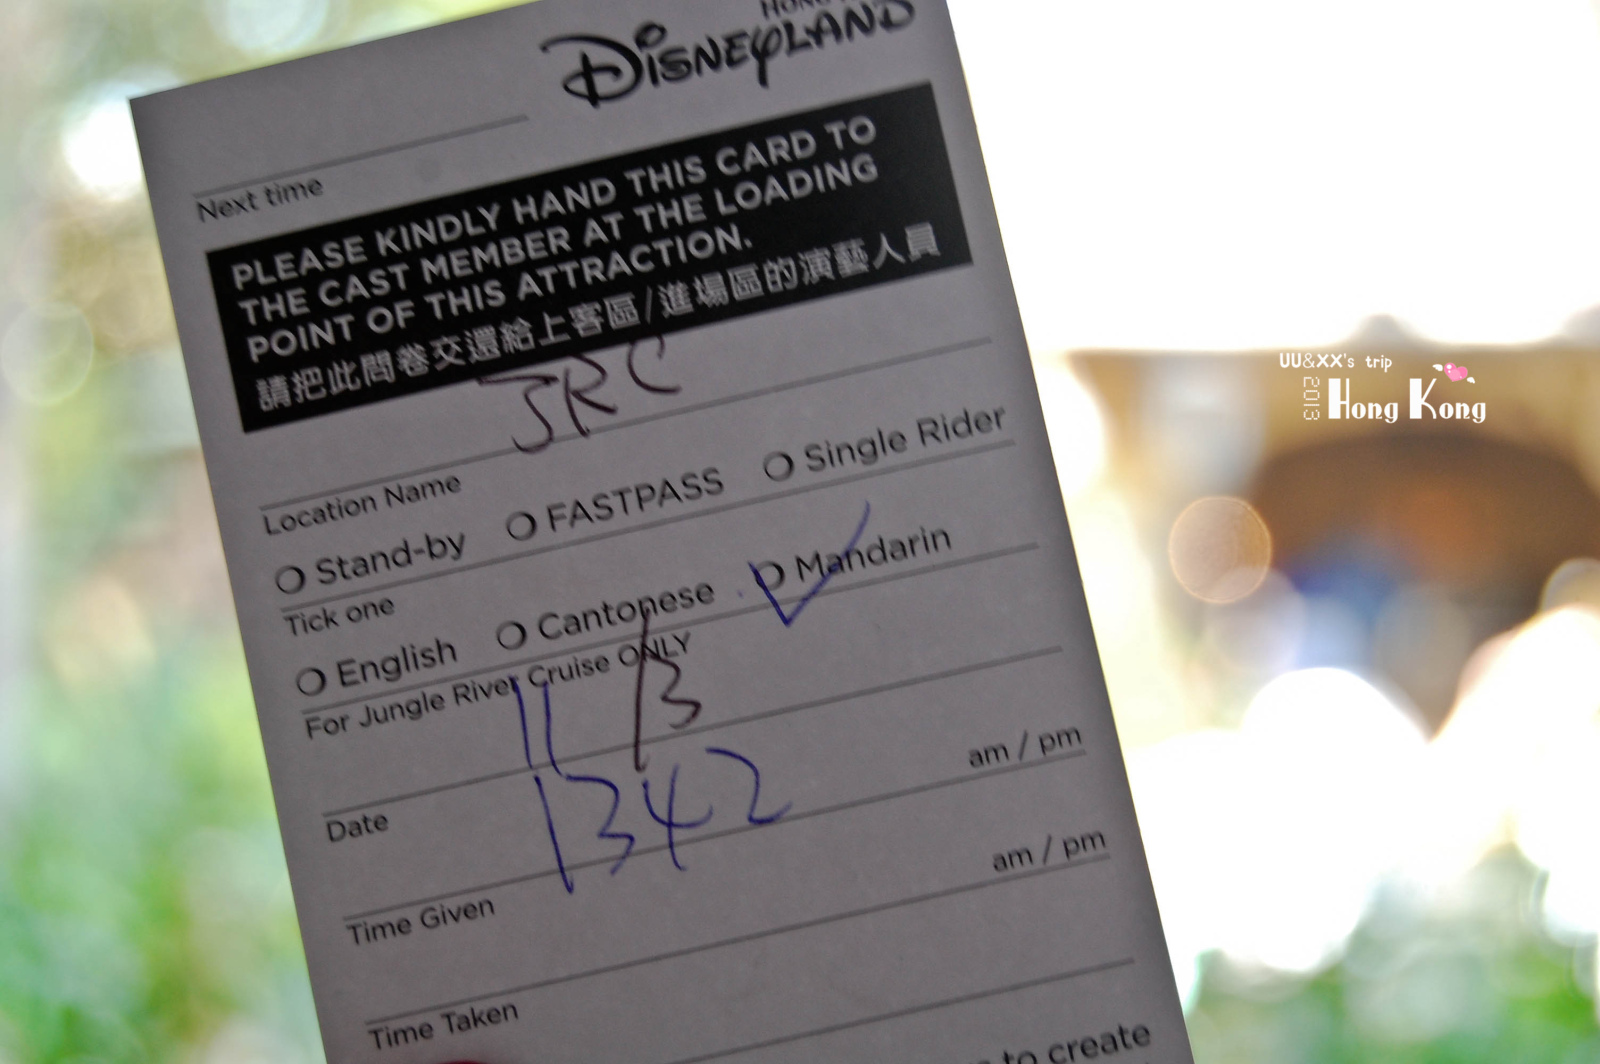 DISNEYLAND
Next time
PLEASE KINDLY HAND THIS CARD TO
THE CAST MEMBER AT THE LOADING
POINT OF THIS ATTRACTION.
請把此問卷交還給上客區/進場區的演藝人員
JRC
Location Name
Stand-by FASTPASS Single Rider
Tick one
English Cantonese Mandarin
For Jungle River Cruise ONLY
11/3
Date
1342 am / pm
Time Given
am / pm
Time Taken
to create
UU&XX's trip
2013 Hong Kong